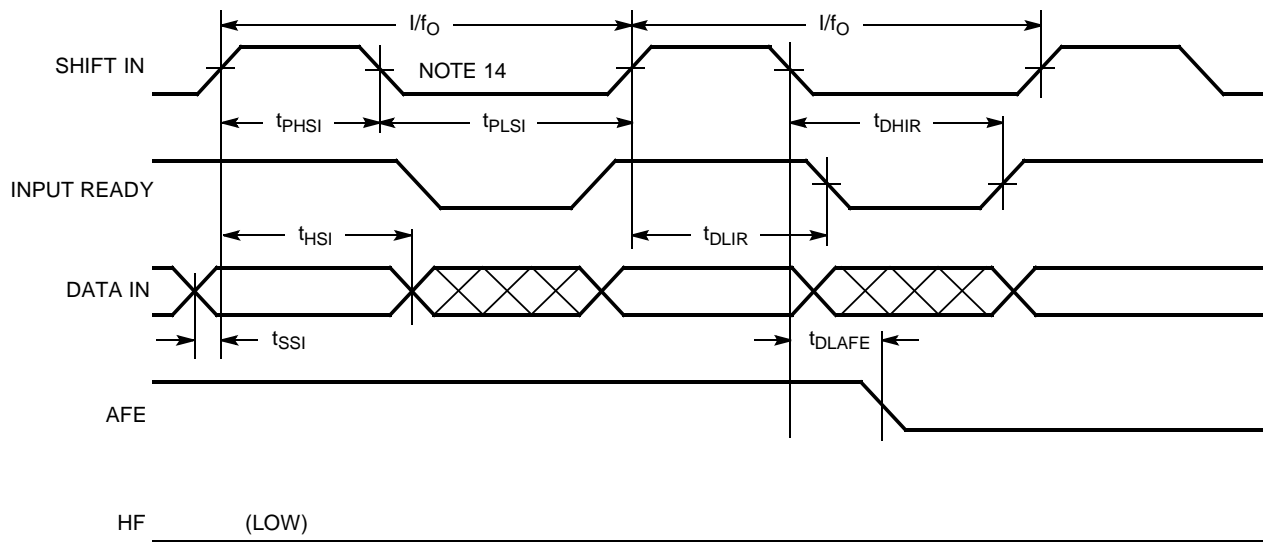 I/fO I/fO
SHIFT IN NOTE 14
tPHSI tPLSI tDHIR
INPUT READY
tHSI tDLIR
DATA IN
tSSI tDLAFE
AFE
HF (LOW)